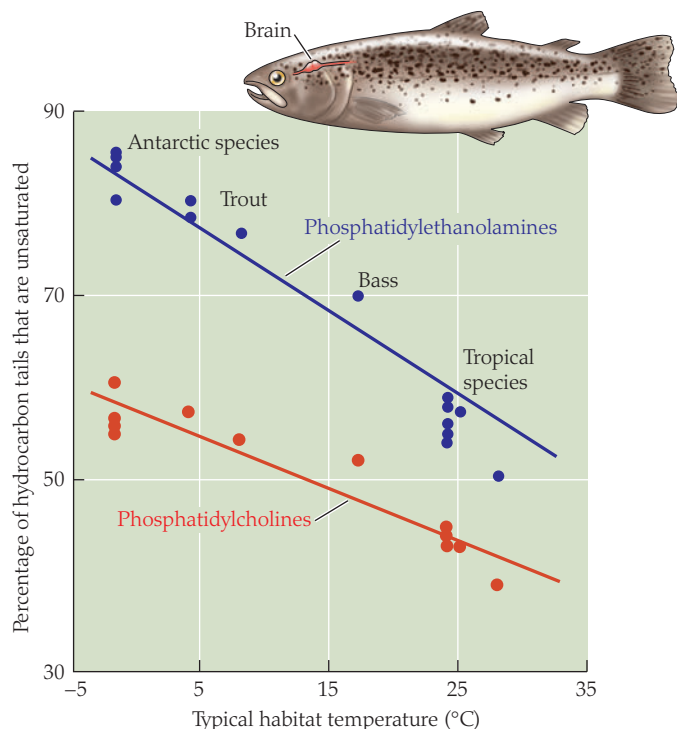 Brain
90
70
50
30
Percentage of hydrocarbon tails that are unsaturated
Antarctic species
Trout
Phosphatidylethanolamines
Bass
Tropical
species
Phosphatidylcholines
–5
5
15
25
35
Typical habitat temperature (°C)